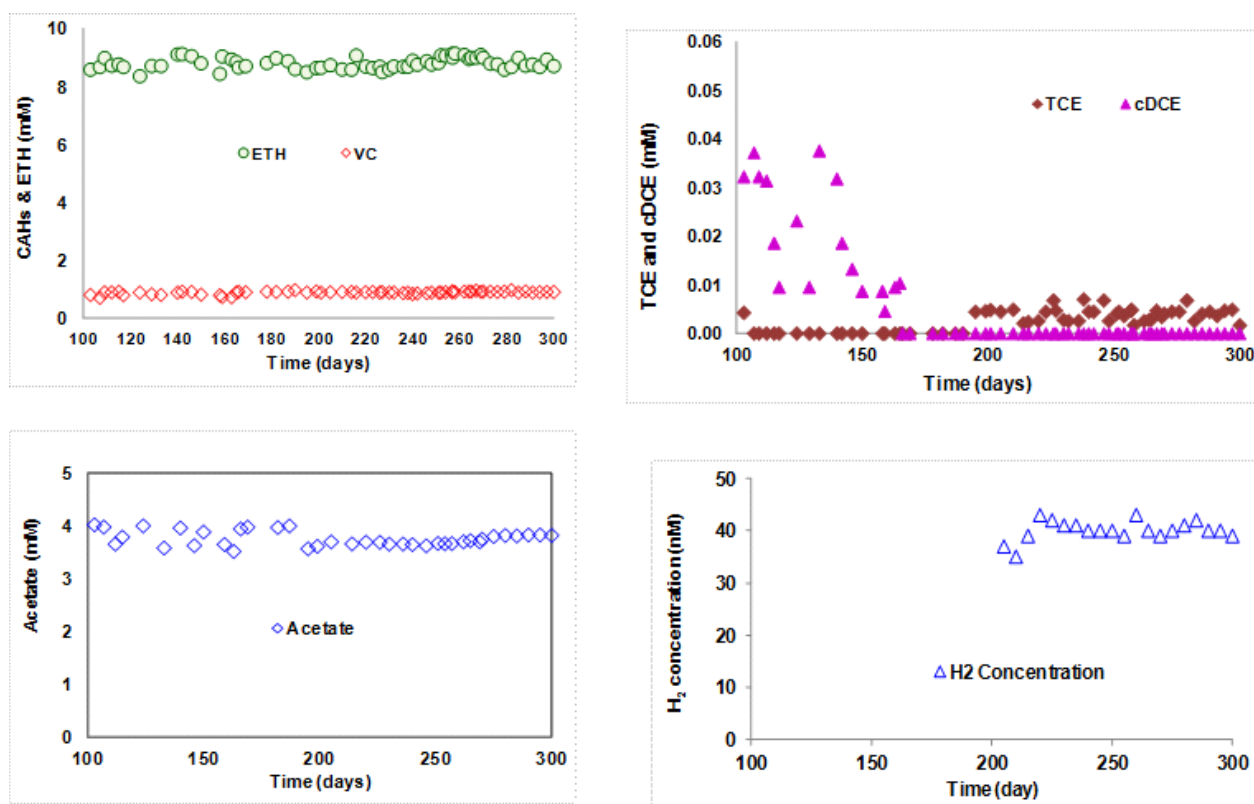 CAHs & ETH (mM)
10
8
6
4
2
0
ETH VC
100 120 140 160 180 200 220 240 260 280 300
Time (days)
TCE and cDCE (mM)
0.06
0.05
0.04
0.03
0.02
0.01
0.00
TCE cDCE
100 150 200 250 300
Time (days)
Acetate (mM)
5
4
3
2
1
0
Acetate
100 150 200 250 300
Time (days)
H₂ concentration(nM)
50
40
30
20
10
0
H2 Concentration
100 150 200 250 300
Time (day)